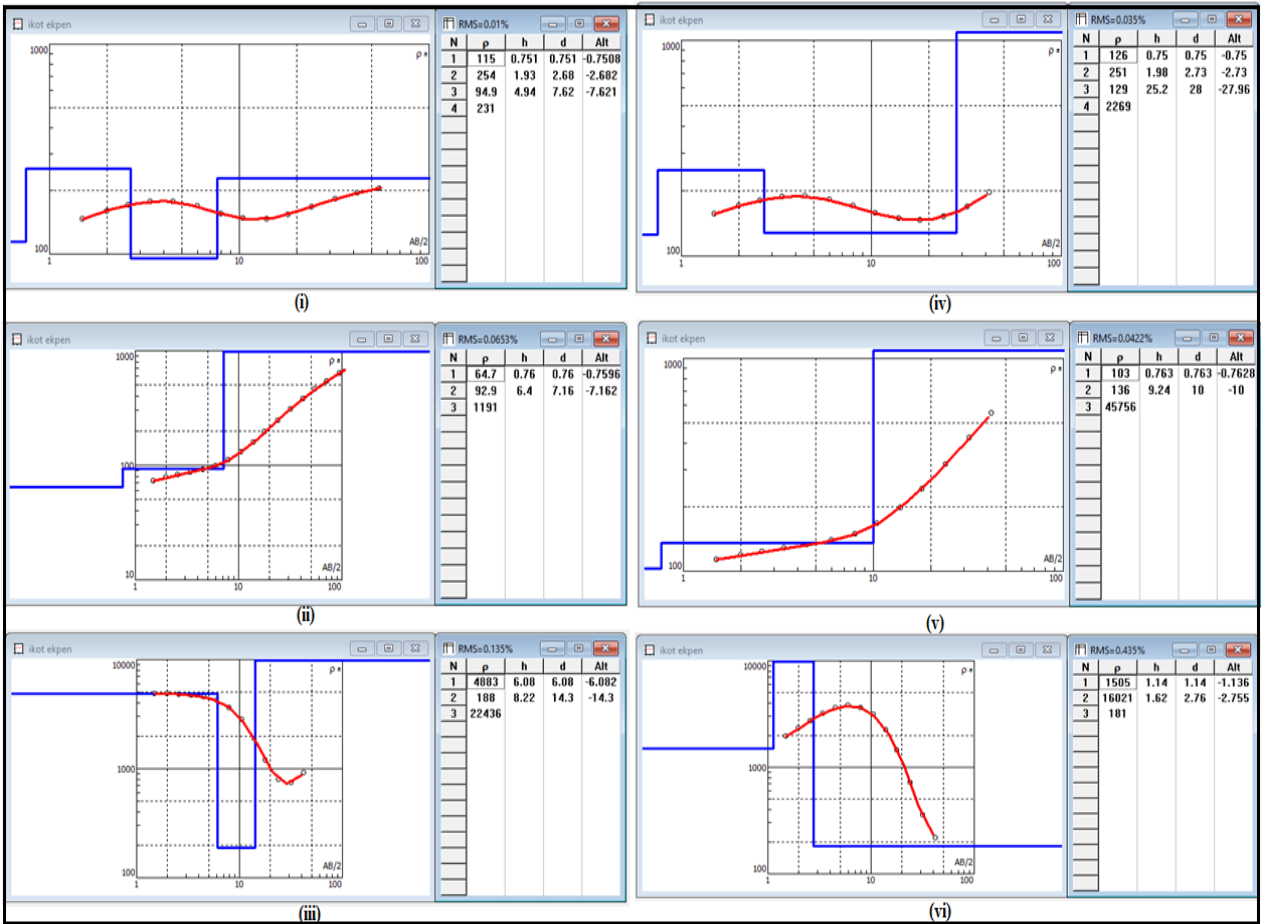 ikot ekpen
RMS=0.01%
1000
ρ a
100
AB/2
1 10 100
N ρ h d Alt
1 115 0.751 0.751 -0.7508
2 254 1.93 2.68 -2.682
3 94.9 4.94 7.62 -7.621
4 231
(i)
ikot ekpen
RMS=0.035%
1000
ρ a
100
AB/2
1 10 100
N ρ h d Alt
1 126 0.75 0.75 -0.75
2 251 1.98 2.73 -2.73
3 129 25.2 28 -27.96
4 2269
(iv)
ikot ekpen
RMS=0.0653%
1000
ρ a
100
10
AB/2
1 10 100
N ρ h d Alt
1 64.7 0.76 0.76 -0.7596
2 92.9 6.4 7.16 -7.162
3 1191
(ii)
ikot ekpen
RMS=0.0422%
1000
ρ a
100
AB/2
1 10 100
N ρ h d Alt
1 103 0.763 0.763 -0.7628
2 136 9.24 10 -10
3 45756
(v)
ikot ekpen
RMS=0.135%
10000
ρ a
1000
100
AB/2
1 10 100
N ρ h d Alt
1 4883 6.08 6.08 -6.082
2 188 8.22 14.3 -14.3
3 22436
(iii)
ikot ekpen
RMS=0.435%
10000
ρ a
1000
100
AB/2
1 10 100
N ρ h d Alt
1 1505 1.14 1.14 -1.136
2 16021 1.62 2.76 -2.755
3 181
(vi)